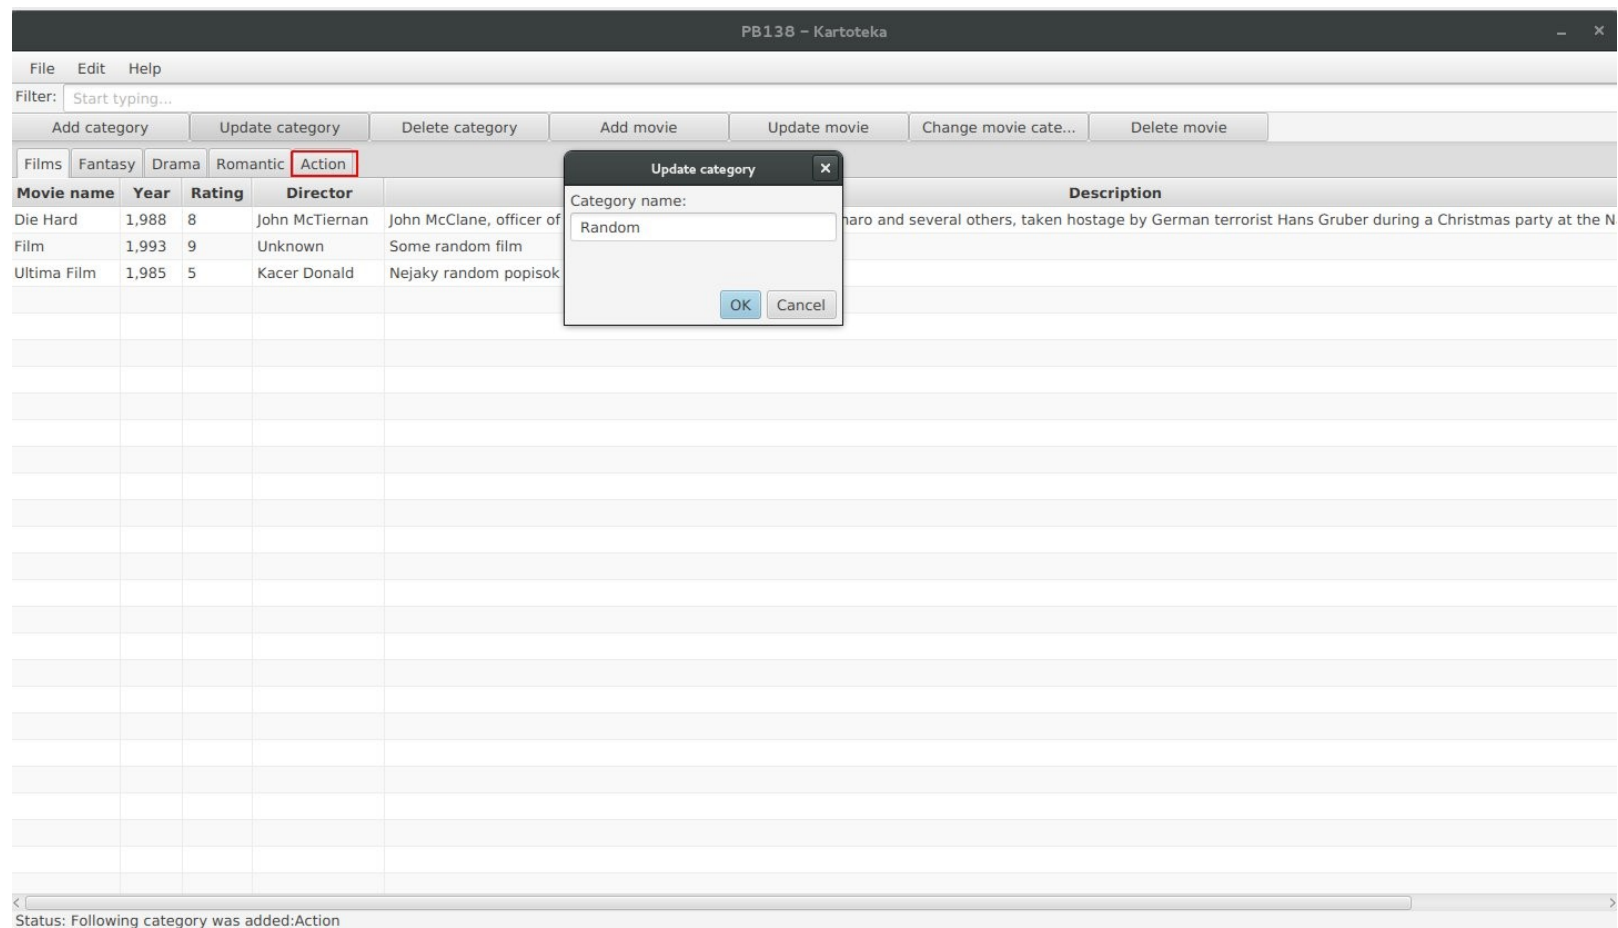 PB138 – Kartoteka
File Edit Help
Filter: Start typing...
Add category Update category Delete category Add movie Update movie Change movie cate... Delete movie
Films Fantasy Drama Romantic Action
Update category
Movie name Year Rating Director Description
Category name:
Die Hard 1,988 8 John McTiernan John McClane, officer of haro and several others, taken hostage by German terrorist Hans Gruber during a Christmas party at the N
Random
Film 1,993 9 Unknown Some random film
Ultima Film 1,985 5 Kacer Donald Nejaky random popisok
OK Cancel
Status: Following category was added:Action